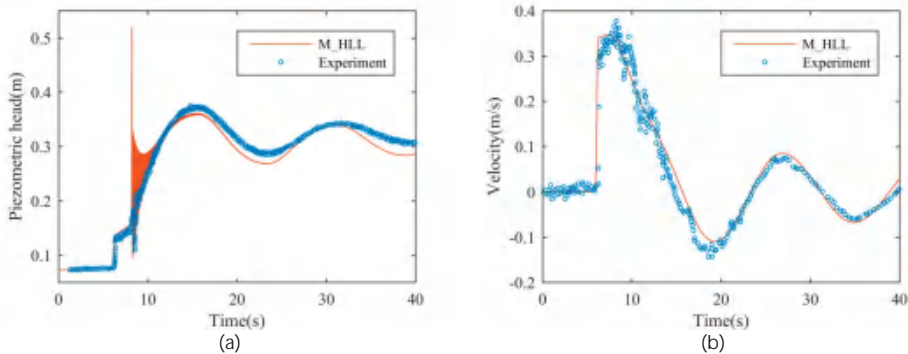 0.5
0.4
0.3
0.2
0.1
Piezometric head(m)
M_HLL
Experiment
0 10 20 30 40
Time(s)
(a)
0.4
0.3
0.2
0.1
0
-0.1
-0.2
Velocity(m/s)
M_HLL
Experiment
0 10 20 30 40
Time(s)
(b)